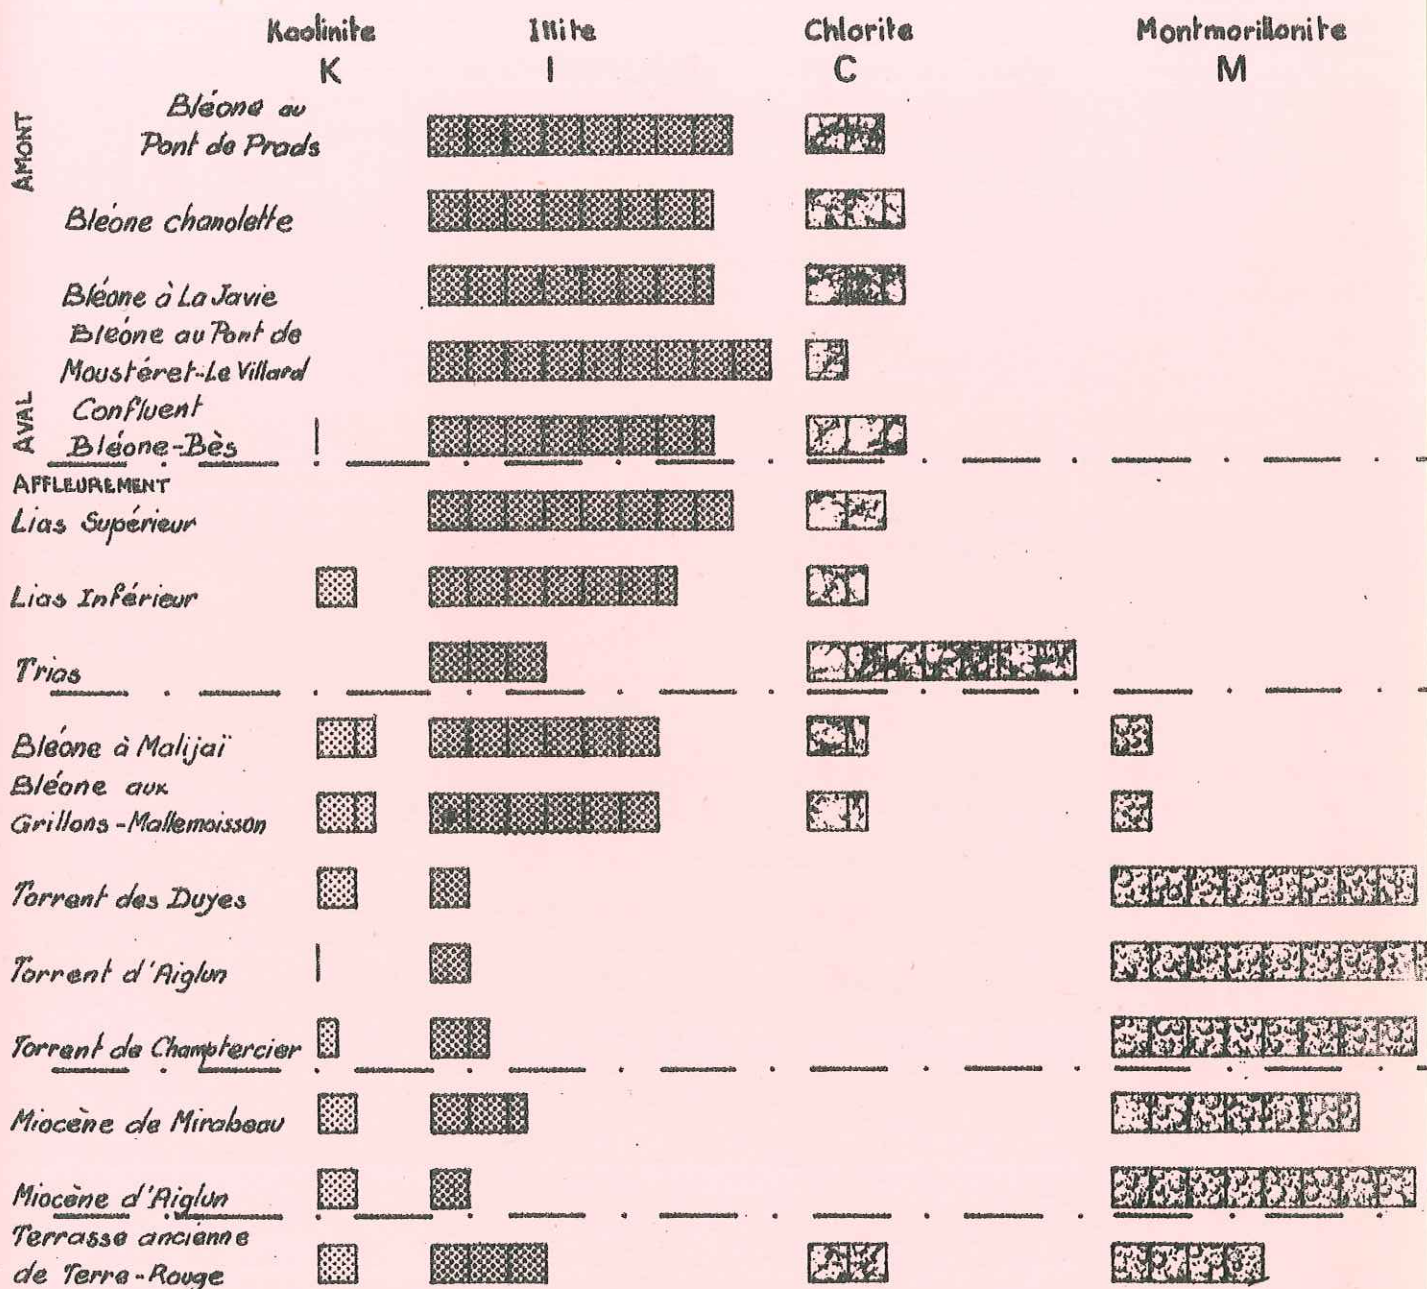 Kaolinite Illite Chlorite Montmorillonite
K I C M
AMONT
Bléone au
Pont de Prads
Bléone chanolette
Bléone à La Javie
Bléone au Pont de
Moustéret-Le Villard
AVAL
Confluent
Bléone-Bès
AFFLEUREMENT
Lias Supérieur
Lias Inférieur
Trias
Bléone à Malijaï
Bléone aux
Grillons-Mallemoisson
Torrent des Duyes
Torrent d'Aiglun
Torrent de Champtercier
Miocène de Mirabeau
Miocène d'Aiglun
Terrasse ancienne
de Terre-Rouge